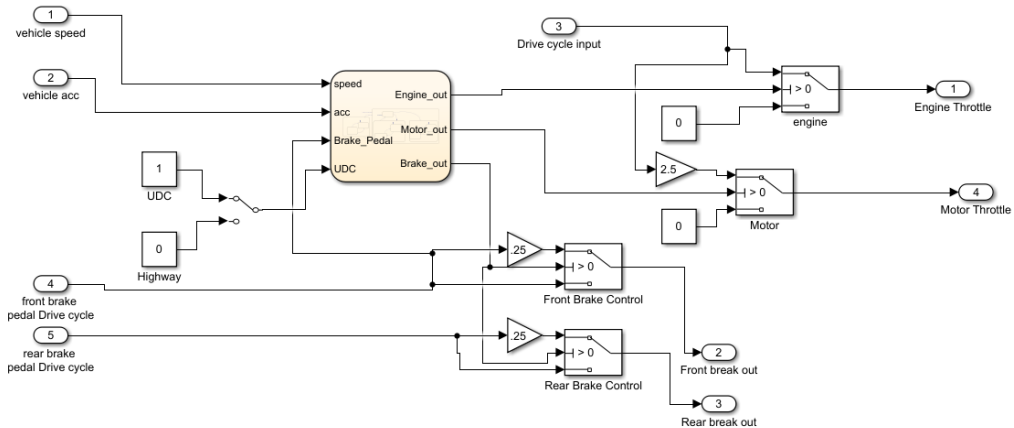 1
vehicle speed
2
vehicle acc
speed
acc
Brake_Pedal
UDC
Engine_out
Motor_out
Brake_out
1
UDC
0
Highway
4
front brake
pedal Drive cycle
5
rear brake
pedal Drive cycle
3
Drive cycle input
0
> 0
engine
1
Engine Throttle
2.5
0
> 0
Motor
4
Motor Throttle
.25
> 0
Front Brake Control
.25
> 0
Rear Brake Control
2
Front break out
3
Rear break out